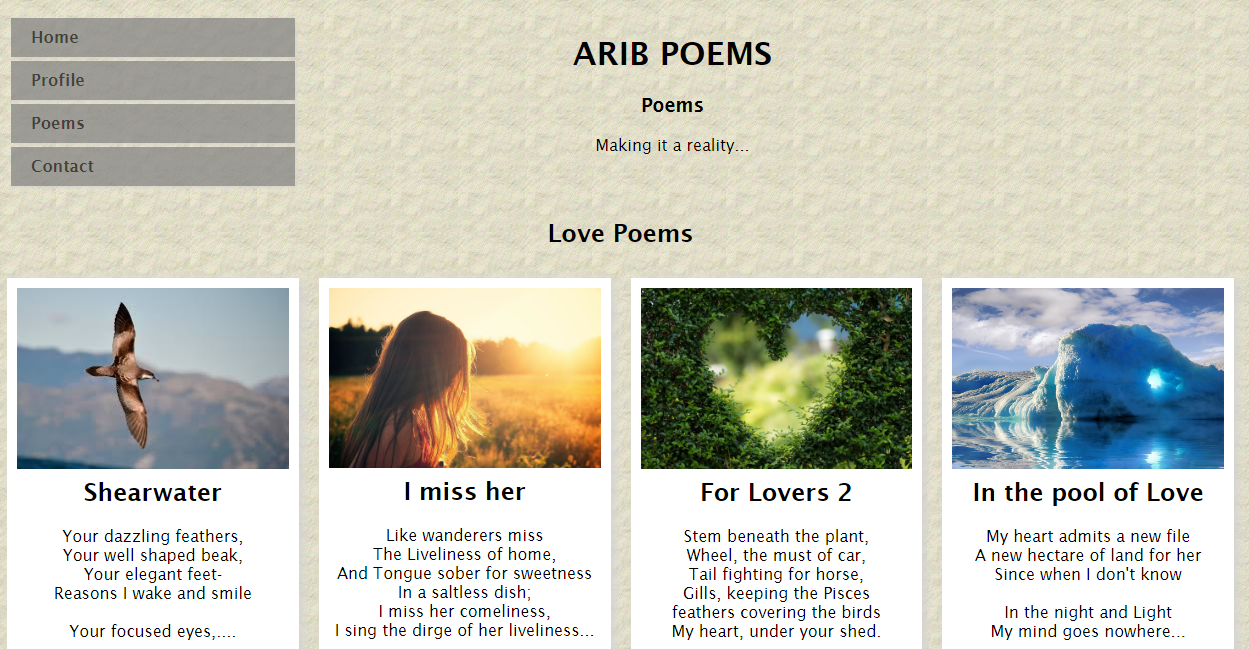 Home
Profile
Poems
Contact
ARIB POEMS
Poems
Making it a reality...
Love Poems
Shearwater
Your dazzling feathers,
Your well shaped beak,
Your elegant feet-
Reasons I wake and smile
Your focused eyes,....
I miss her
Like wanderers miss
The Liveliness of home,
And Tongue sober for sweetness
In a saltless dish;
I miss her comeliness,
I sing the dirge of her liveliness...
For Lovers 2
Stem beneath the plant,
Wheel, the must of car,
Tail fighting for horse,
Gills, keeping the Pisces
feathers covering the birds
My heart, under your shed.
In the pool of Love
My heart admits a new file
A new hectare of land for her
Since when I don't know
In the night and Light
My mind goes nowhere...